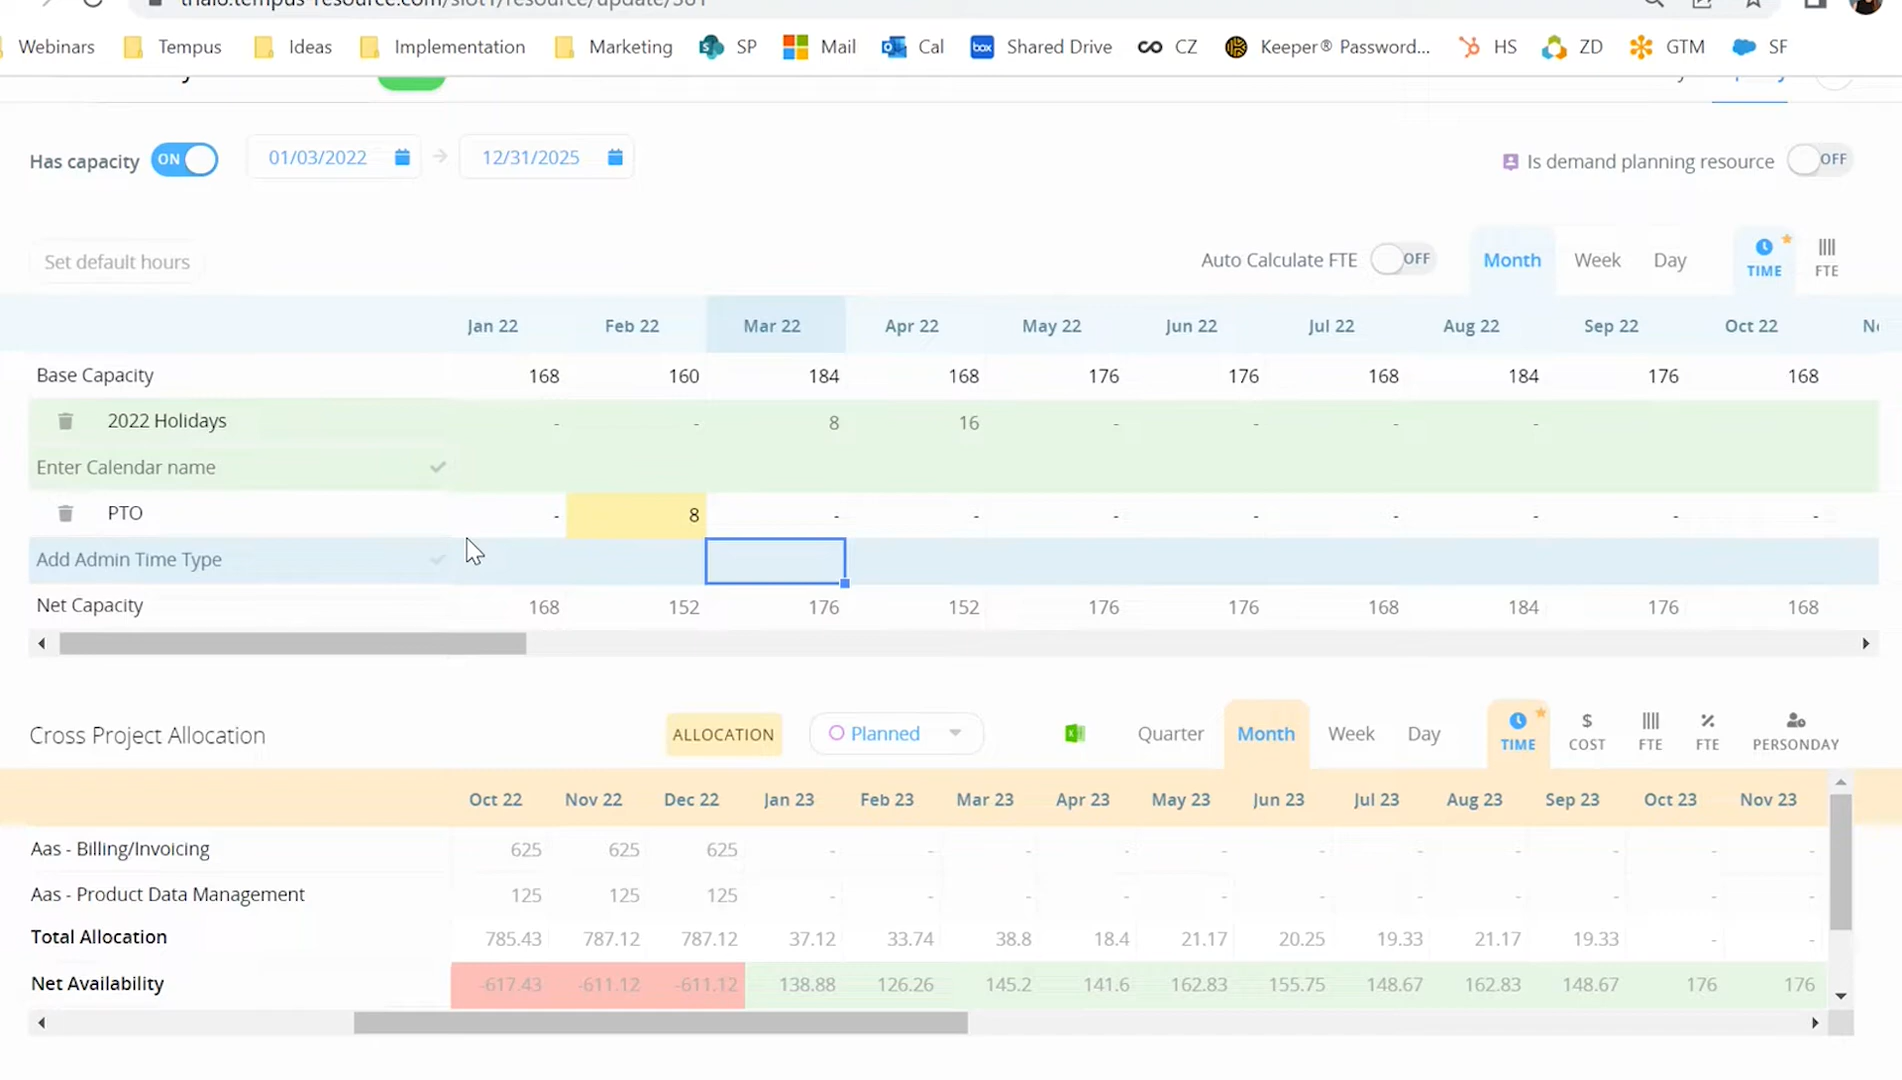 thalo.tempus-resource.com/slot1/resource/update/381
Webinars Tempus Ideas Implementation Marketing SP Mail Cal box Shared Drive CZ Keeper® Password... HS ZD GTM SF
Has capacity ON 01/03/2022 12/31/2025 Is demand planning resource OFF
Set default hours Auto Calculate FTE OFF Month Week Day TIME FTE
Jan 22 Feb 22 Mar 22 Apr 22 May 22 Jun 22 Jul 22 Aug 22 Sep 22 Oct 22
Base Capacity 168 160 184 168 176 176 168 184 176 168
2022 Holidays - - 8 16 - - - -
Enter Calendar name
PTO - 8 - - - - - - - -
Add Admin Time Type
Net Capacity 168 152 176 152 176 176 168 184 176 168
Cross Project Allocation ALLOCATION Planned Quarter Month Week Day TIME COST FTE FTE PERSONDAY
Oct 22 Nov 22 Dec 22 Jan 23 Feb 23 Mar 23 Apr 23 May 23 Jun 23 Jul 23 Aug 23 Sep 23 Oct 23 Nov 23
Aas - Billing/Invoicing 625 625 625 - - - - - - - - - - -
Aas - Product Data Management 125 125 125 - - - - - - - - - - -
Total Allocation 785.43 787.12 787.12 37.12 33.74 38.8 18.4 21.17 20.25 19.33 21.17 19.33 - -
Net Availability -617.43 -611.12 -611.12 138.88 126.26 145.2 141.6 162.83 155.75 148.67 162.83 148.67 176 176